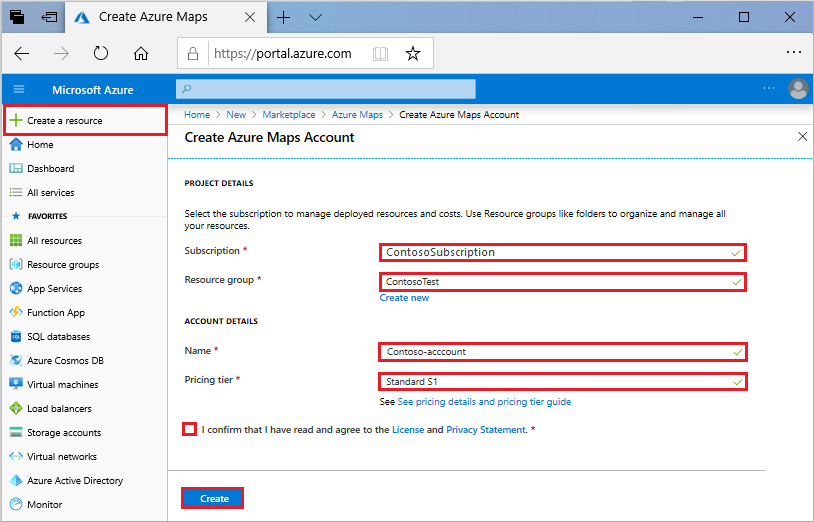 Create Azure Maps
https://portal.azure.com
Microsoft Azure
Create a resource
Home
Dashboard
All services
FAVORITES
All resources
Resource groups
App Services
Function App
SQL databases
Azure Cosmos DB
Virtual machines
Load balancers
Storage accounts
Virtual networks
Azure Active Directory
Monitor
Home > New > Marketplace > Azure Maps > Create Azure Maps Account
Create Azure Maps Account
PROJECT DETAILS
Select the subscription to manage deployed resources and costs. Use Resource groups like folders to organize and manage all
your resources.
Subscription * ContosoSubscription
Resource group * ContosoTest
Create new
ACCOUNT DETAILS
Name * Contoso-acccount
Pricing tier * Standard S1
See See pricing details and pricing tier guide
I confirm that I have read and agree to the License and Privacy Statement. *
Create